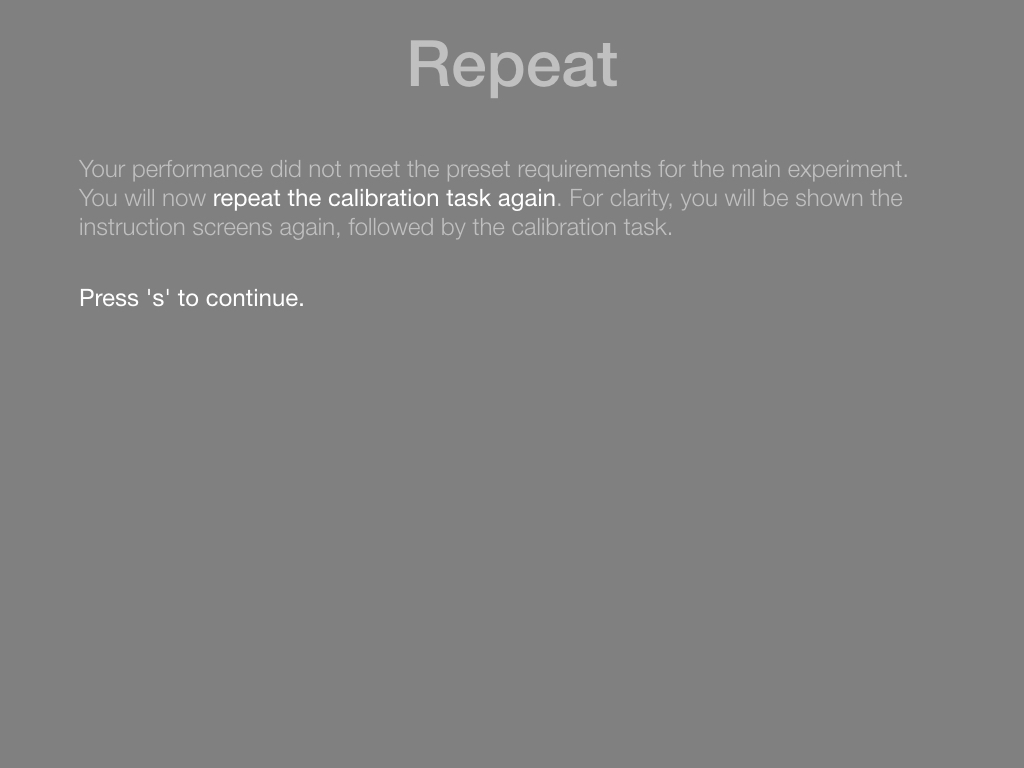 Repeat
Your performance did not meet the preset requirements for the main experiment.
You will now repeat the calibration task again. For clarity, you will be shown the
instruction screens again, followed by the calibration task.
Press 's' to continue.